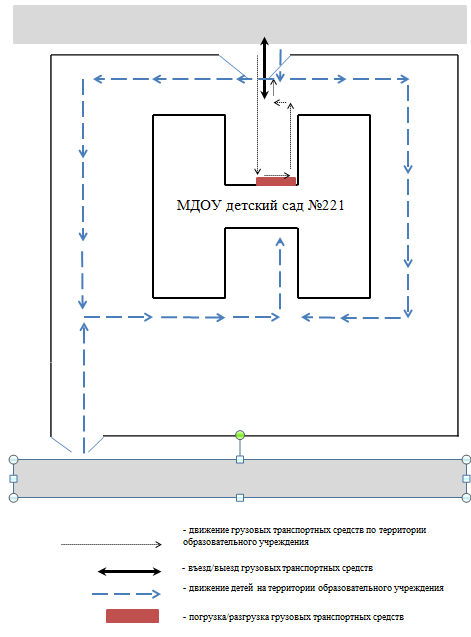 МДОУ детский сад №221
- движение грузовых транспортных средств по территории
образовательного учреждения
- въезд/выезд грузовых транспортных средств
- движение детей на территории образовательного учреждения
- погрузка/разгрузка грузовых транспортных средств